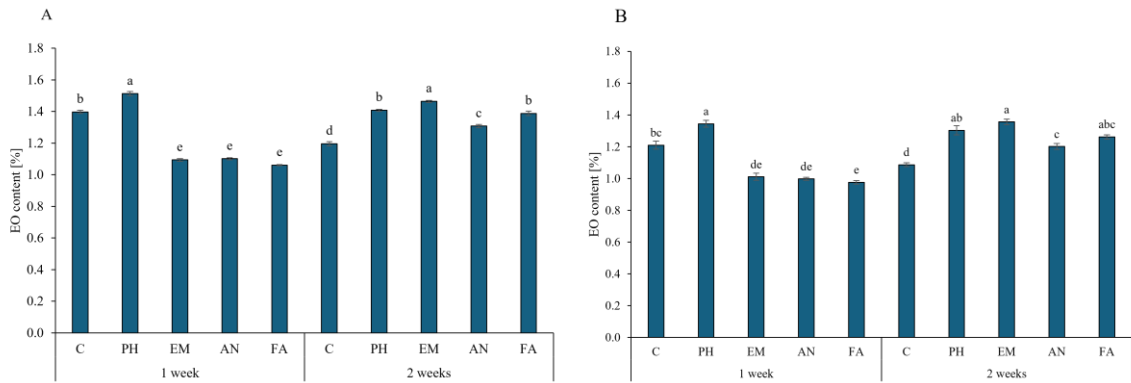 A
EO content [%]
1.8
1.6
1.4
1.2
1.0
0.8
0.6
0.4
0.2
0.0
b a e e e d b a c b
C PH EM AN FA C PH EM AN FA
1 week 2 weeks
B
EO content [%]
1.8
1.6
1.4
1.2
1.0
0.8
0.6
0.4
0.2
0.0
bc a de de e d ab a c abc
C PH EM AN FA C PH EM AN FA
1 week 2 weeks